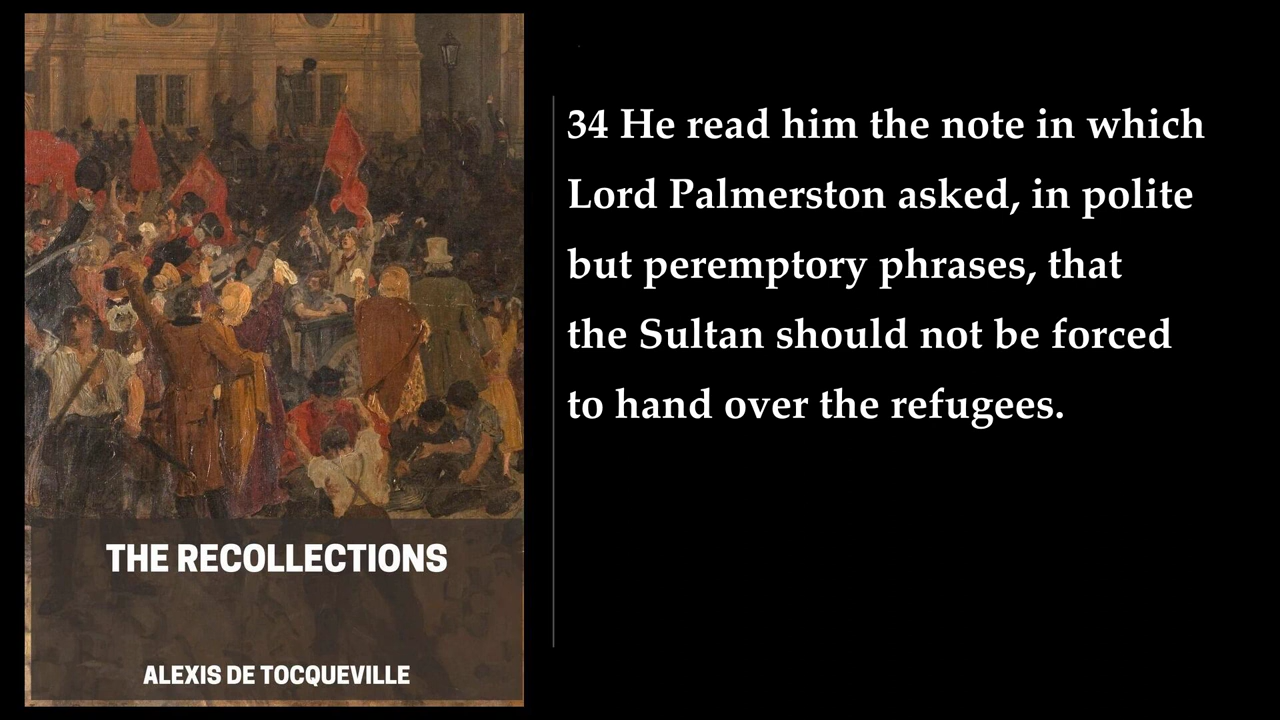 THE RECOLLECTIONS
ALEXIS DE TOCQUEVILLE
34 He read him the note in which
Lord Palmerston asked, in polite
but peremptory phrases, that
the Sultan should not be forced
to hand over the refugees.